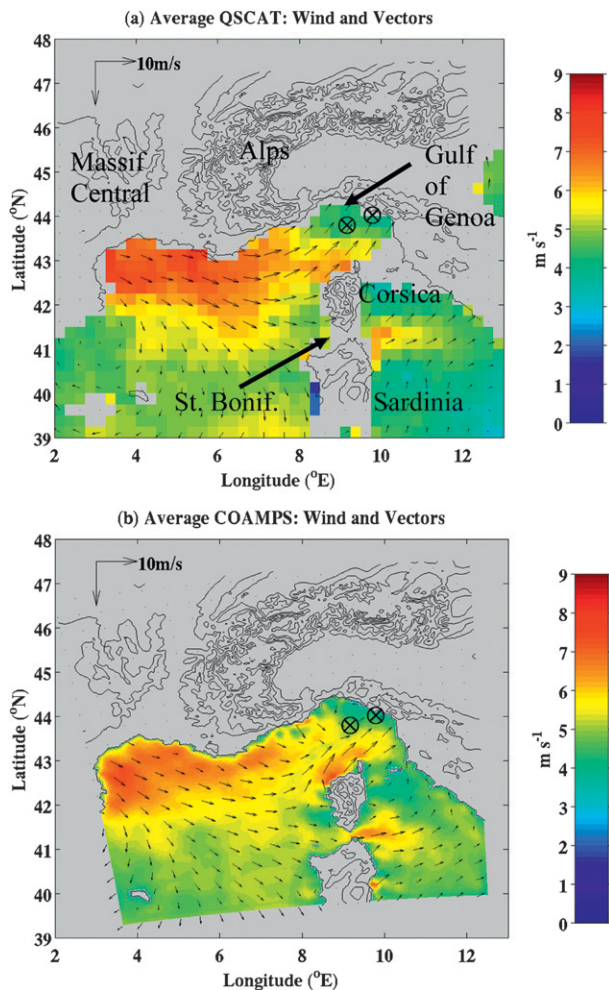 (a) Average QSCAT: Wind and Vectors
48
47
46
45
44
43
42
41
40
39
Latitude (°N)
10m/s
Massif
Central
Alps
Gulf
of
Genoa
Corsica
St. Bonif.
Sardinia
2 4 6 8 10 12
Longitude (°E)
9
8
7
6
5
4
3
2
1
0
m s⁻¹
(b) Average COAMPS: Wind and Vectors
48
47
46
45
44
43
42
41
40
39
Latitude (°N)
10m/s
2 4 6 8 10 12
Longitude (°E)
9
8
7
6
5
4
3
2
1
0
m s⁻¹